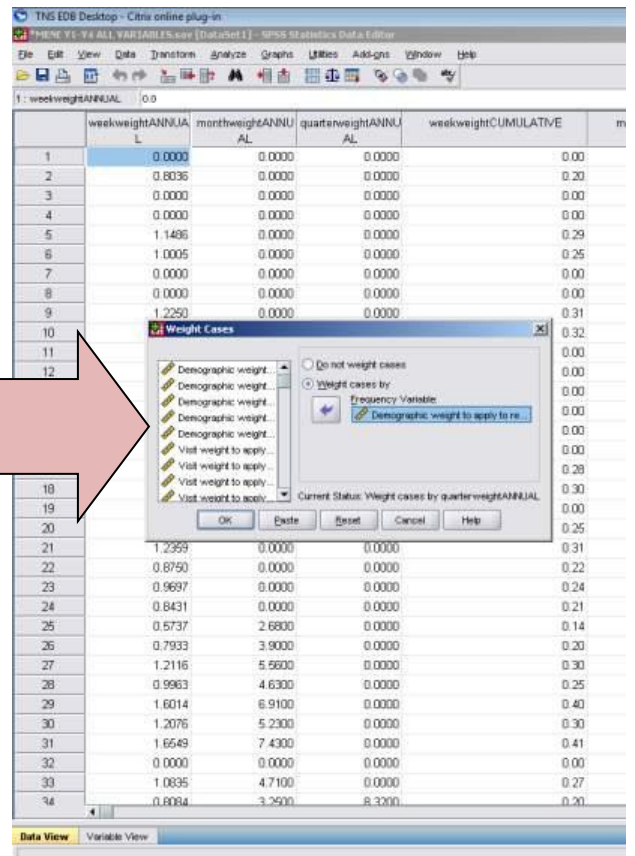 TNS EDB Desktop - Citrix online plug-in
*MENE Y1-Y4 ALL VARIABLES.sav [DataSet1] - SPSS Statistics Data Editor
File Edit View Data Transform Analyze Graphs Utilities Add-ons Window Help
1 : weekweightANNUAL 0.0
weekweightANNUAL monthweightANNUAL quarterweightANNUAL weekweightCUMULATIVE m
1 0.0000 0.0000 0.0000 0.00
2 0.8036 0.0000 0.0000 0.20
3 0.0000 0.0000 0.0000 0.00
4 0.0000 0.0000 0.0000 0.00
5 1.1486 0.0000 0.0000 0.29
6 1.0005 0.0000 0.0000 0.25
7 0.0000 0.0000 0.0000 0.00
8 0.0000 0.0000 0.0000 0.00
9 1.2250 0.0000 0.0000 0.31
10 0.32
11 0.00
12 0.00
0.00
0.00
0.00
0.28
18 0.30
19 0.00
20 0.25
Weight Cases
Demographic weight...
Demographic weight...
Demographic weight...
Demographic weight...
Demographic weight...
Visit weight to apply...
Visit weight to apply...
Visit weight to apply...
Visit weight to apply...
Do not weight cases
Weight cases by
Frequency Variable:
Demographic weight to apply to re...
Current Status: Weight cases by quarterweightANNUAL
OK Paste Reset Cancel Help
21 1.2359 0.0000 0.0000 0.31
22 0.8750 0.0000 0.0000 0.22
23 0.9697 0.0000 0.0000 0.24
24 0.8431 0.0000 0.0000 0.21
25 0.5737 2.6800 0.0000 0.14
26 0.7933 3.9000 0.0000 0.20
27 1.2116 5.5600 0.0000 0.30
28 0.9963 4.6300 0.0000 0.25
29 1.6014 6.9100 0.0000 0.40
30 1.2076 5.2300 0.0000 0.30
31 1.6549 7.4300 0.0000 0.41
32 0.0000 0.0000 0.0000 0.00
33 1.0835 4.7100 0.0000 0.27
34 0.8084 3.2500 8.3200 0.20
Data View Variable View